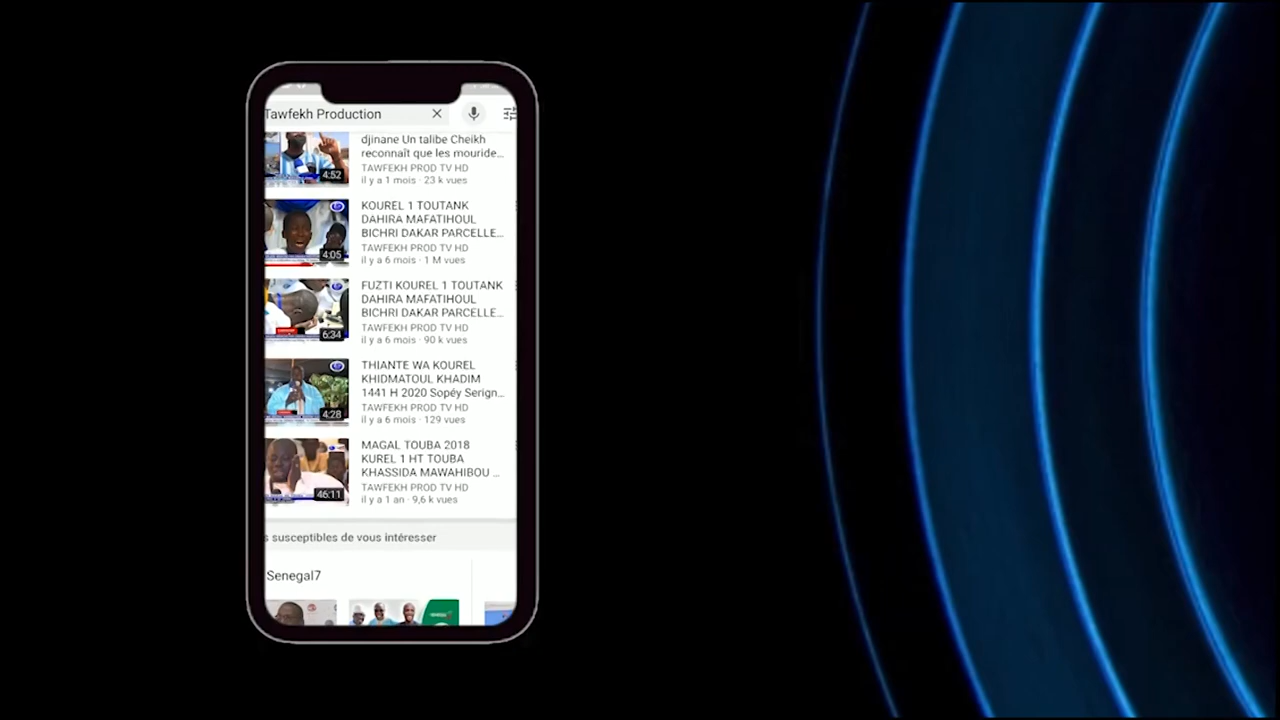 Tawfekh Production
djinane Un talibe Cheikh
reconnaît que les mouride...
TAWFEKH PROD TV HD
il y a 1 mois · 23 k vues
4:52
KOUREL 1 TOUTANK
DAHIRA MAFATIHOUL
BICHRI DAKAR PARCELLE...
TAWFEKH PROD TV HD
il y a 6 mois · 1 M vues
4:05
FUZTI KOUREL 1 TOUTANK
DAHIRA MAFATIHOUL
BICHRI DAKAR PARCELLE...
TAWFEKH PROD TV HD
il y a 6 mois · 90 k vues
6:34
THIANTE WA KOUREL
KHIDMATOUL KHADIM
1441 H 2020 Sopéy Serign...
TAWFEKH PROD TV HD
il y a 6 mois · 129 vues
4:28
MAGAL TOUBA 2018
KUREL 1 HT TOUBA
KHASSIDA MAWAHIBOU ...
TAWFEKH PROD TV HD
il y a 1 an · 9,6 k vues
46:11
s susceptibles de vous intéresser
Senegal7